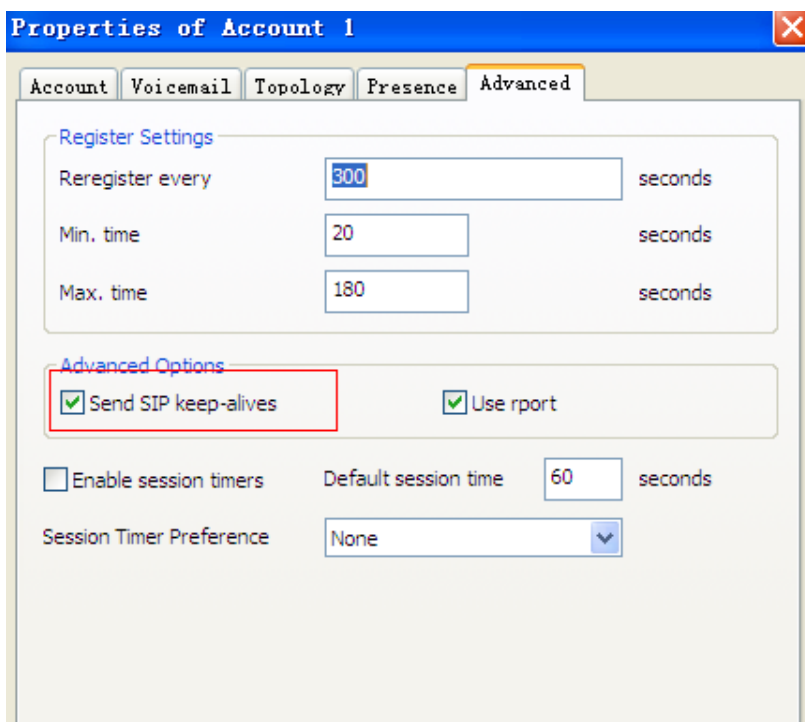 Properties of Account 1
Account Voicemail Topology Presence Advanced
Register Settings
Reregister every 300 seconds
Min. time 20 seconds
Max. time 180 seconds
Advanced Options
Send SIP keep-alives Use rport
Enable session timers Default session time 60 seconds
Session Timer Preference None